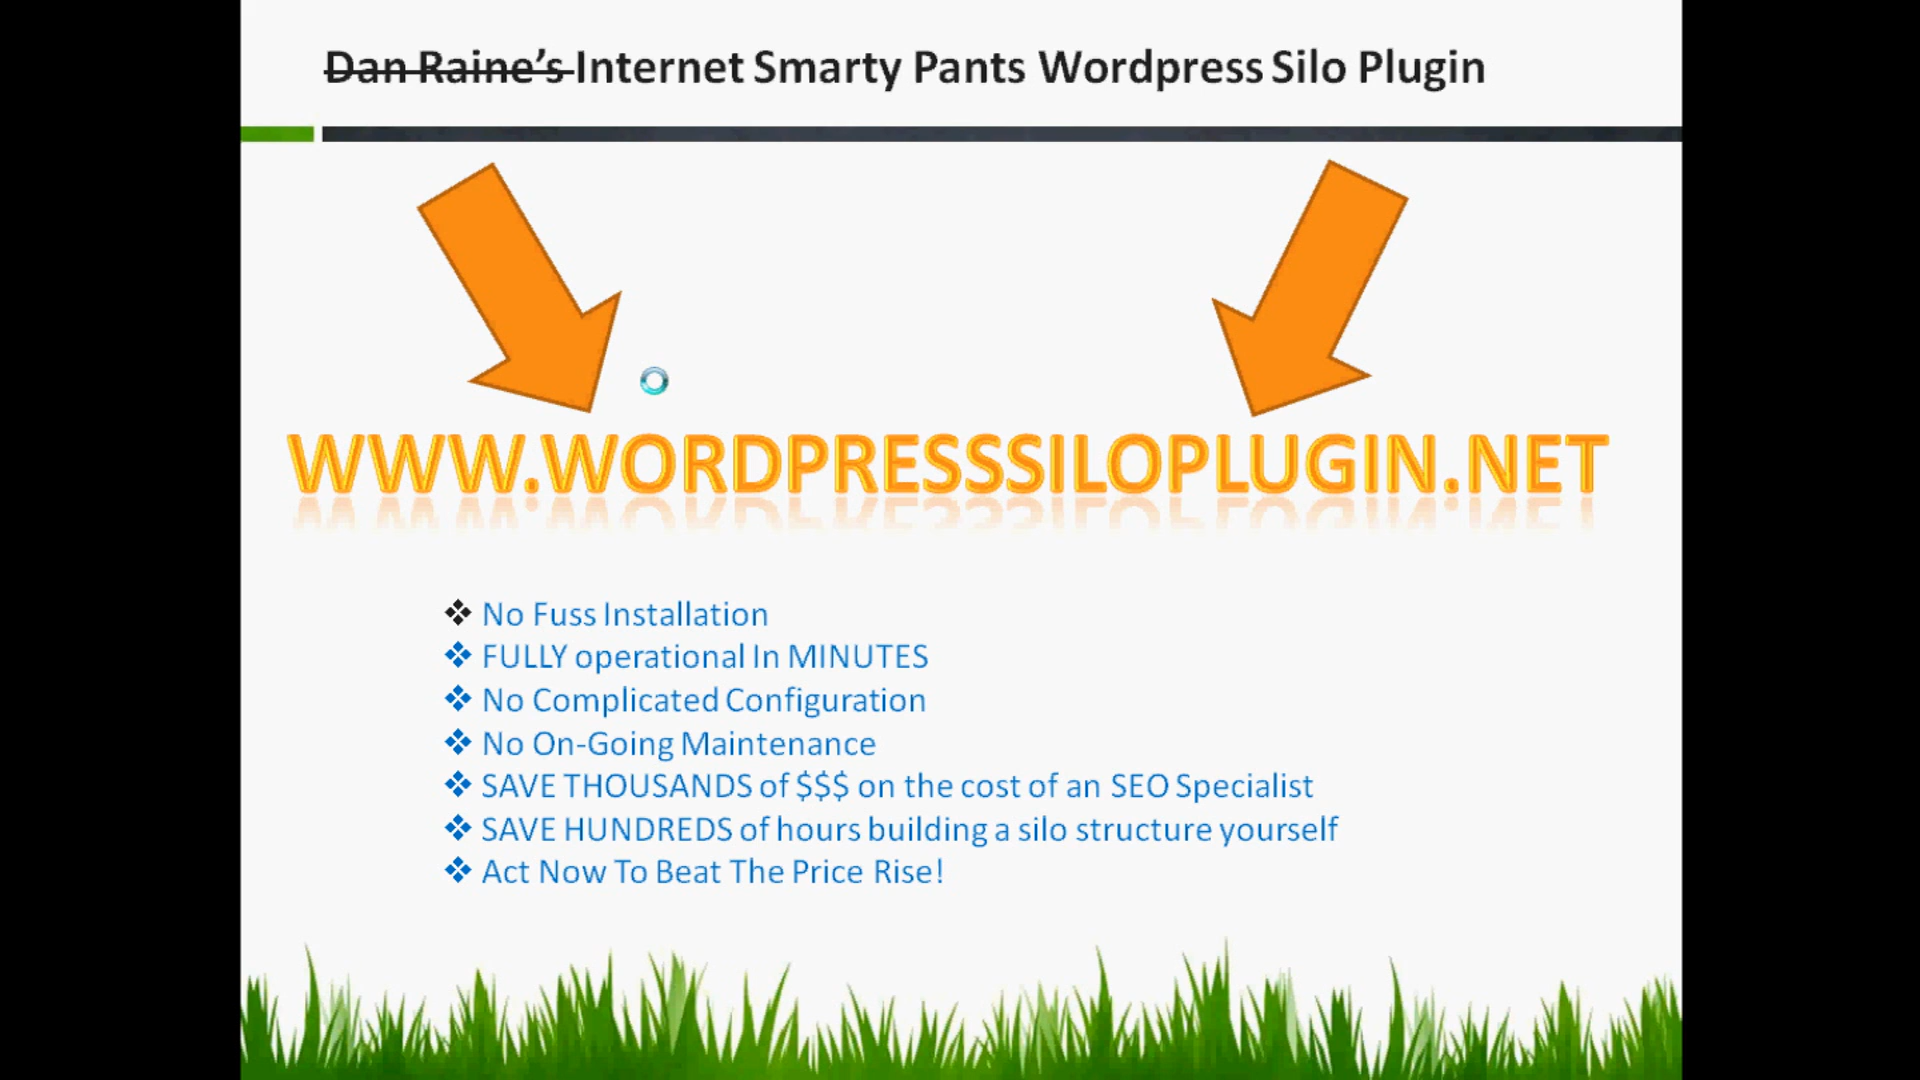 Dan Raine's Internet Smarty Pants Wordpress Silo Plugin
WWW.WORDPRESSSILOPLUGIN.NET
❖ No Fuss Installation
❖ FULLY operational In MINUTES
❖ No Complicated Configuration
❖ No On-Going Maintenance
❖ SAVE THOUSANDS of $$$ on the cost of an SEO Specialist
❖ SAVE HUNDREDS of hours building a silo structure yourself
❖ Act Now To Beat The Price Rise!